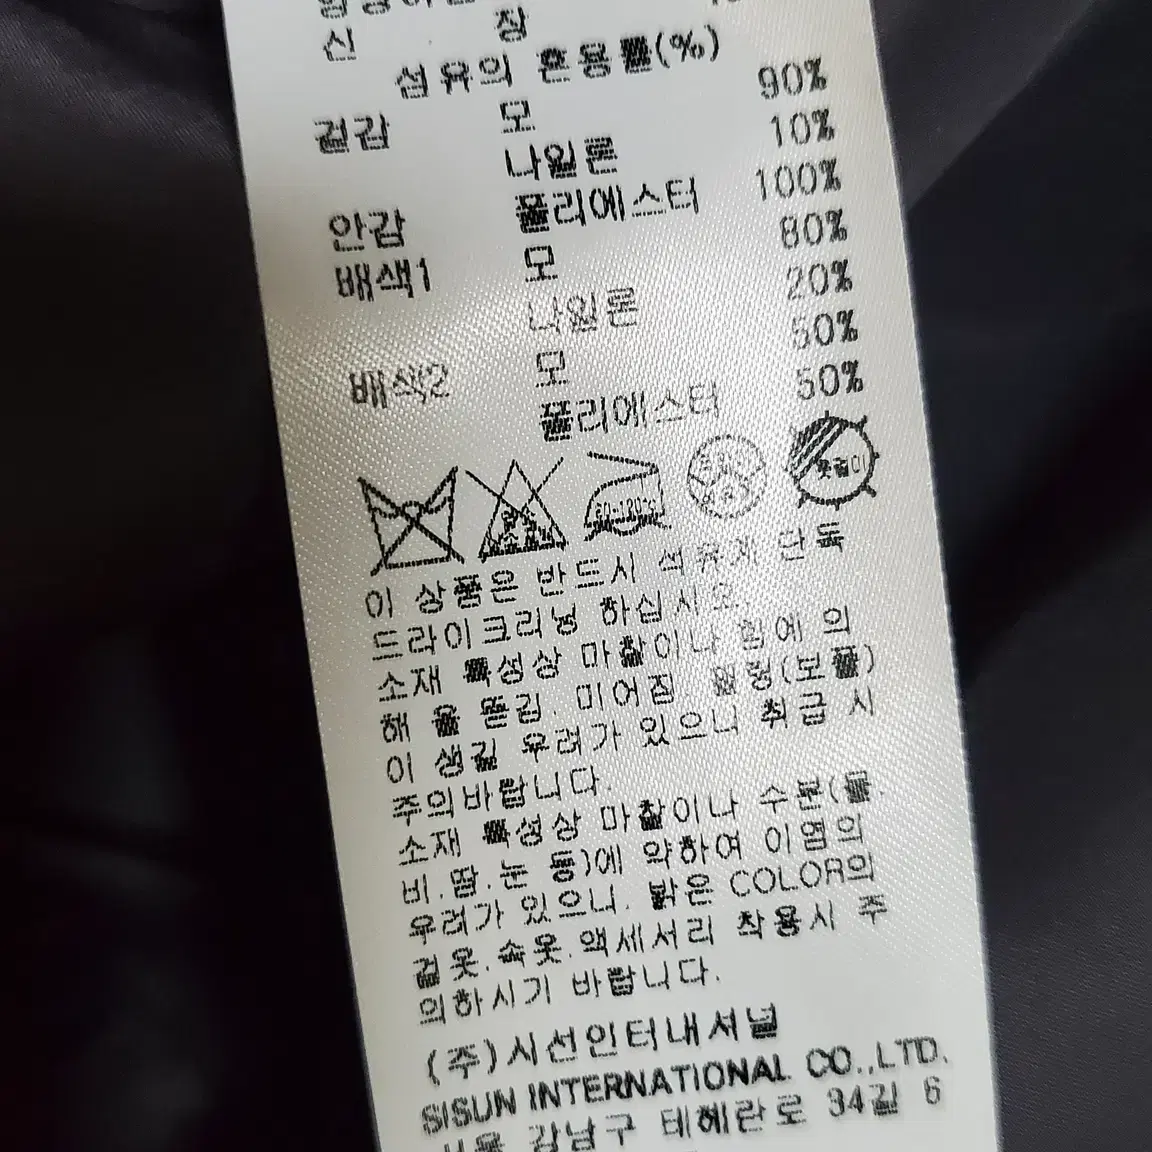 신 장
섬유의 혼용률(%)
겉감 모 90%
나일론 10%
안감 폴리에스터 100%
배색1 모 80%
나일론 20%
배색2 모 50%
폴리에스터 50%
80-120℃
옷걸이
이 상품은 반드시 석유계 단독
드라이크리닝 하십시오.
소재 특성상 마찰이나 힘에 의
해 올 뜯김, 미어짐, 필링(보풀)
이 생길 우려가 있으니 취급 시
주의바랍니다.
소재 특성상 마찰이나 수분(물,
비,땀,눈 등)에 약하여 이염의
우려가 있으니, 밝은 COLOR의
겉옷,속옷,액세서리 착용시 주
의하시기 바랍니다.
(주)시선인터내셔널
SISUN INTERNATIONAL CO.,LTD.
강남구 테헤란로 34길 6